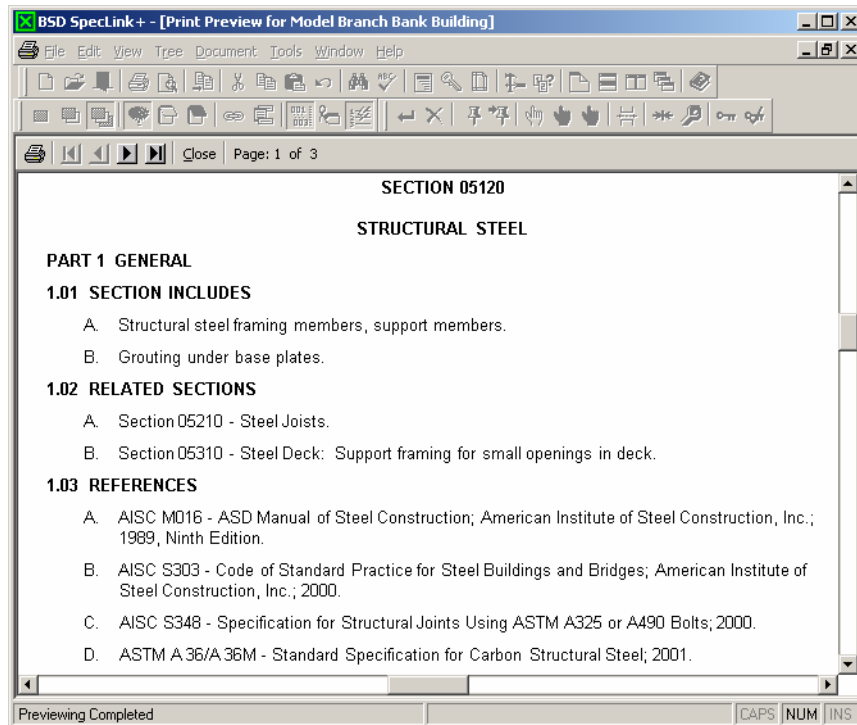 BSD SpecLink+ - [Print Preview for Model Branch Bank Building]
File Edit View Tree Document Tools Window Help
Close Page: 1 of 3
SECTION 05120
STRUCTURAL STEEL
PART 1 GENERAL
1.01 SECTION INCLUDES
A. Structural steel framing members, support members.
B. Grouting under base plates.
1.02 RELATED SECTIONS
A. Section 05210 - Steel Joists.
B. Section 05310 - Steel Deck: Support framing for small openings in deck.
1.03 REFERENCES
A. AISC M016 - ASD Manual of Steel Construction; American Institute of Steel Construction, Inc.;
1989, Ninth Edition.
B. AISC S303 - Code of Standard Practice for Steel Buildings and Bridges; American Institute of
Steel Construction, Inc.; 2000.
C. AISC S348 - Specification for Structural Joints Using ASTM A325 or A490 Bolts; 2000.
D. ASTM A 36/A 36M - Standard Specification for Carbon Structural Steel; 2001.
Previewing Completed CAPS NUM INS